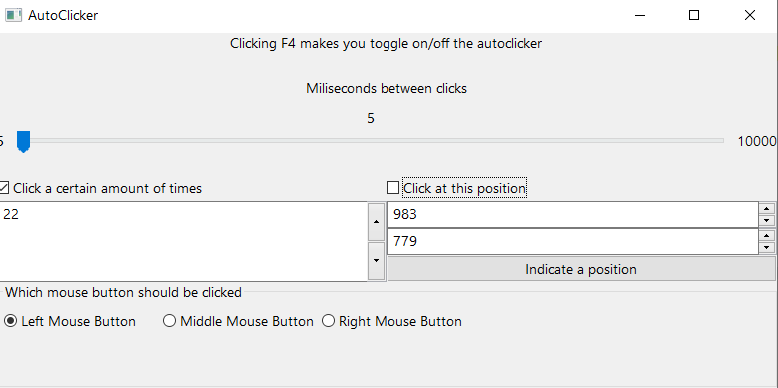 AutoClicker
Clicking F4 makes you toggle on/off the autoclicker
Miliseconds between clicks
5
5 10000
Click a certain amount of times
Click at this position
22
983
779
Indicate a position
Which mouse button should be clicked
Left Mouse Button Middle Mouse Button Right Mouse Button